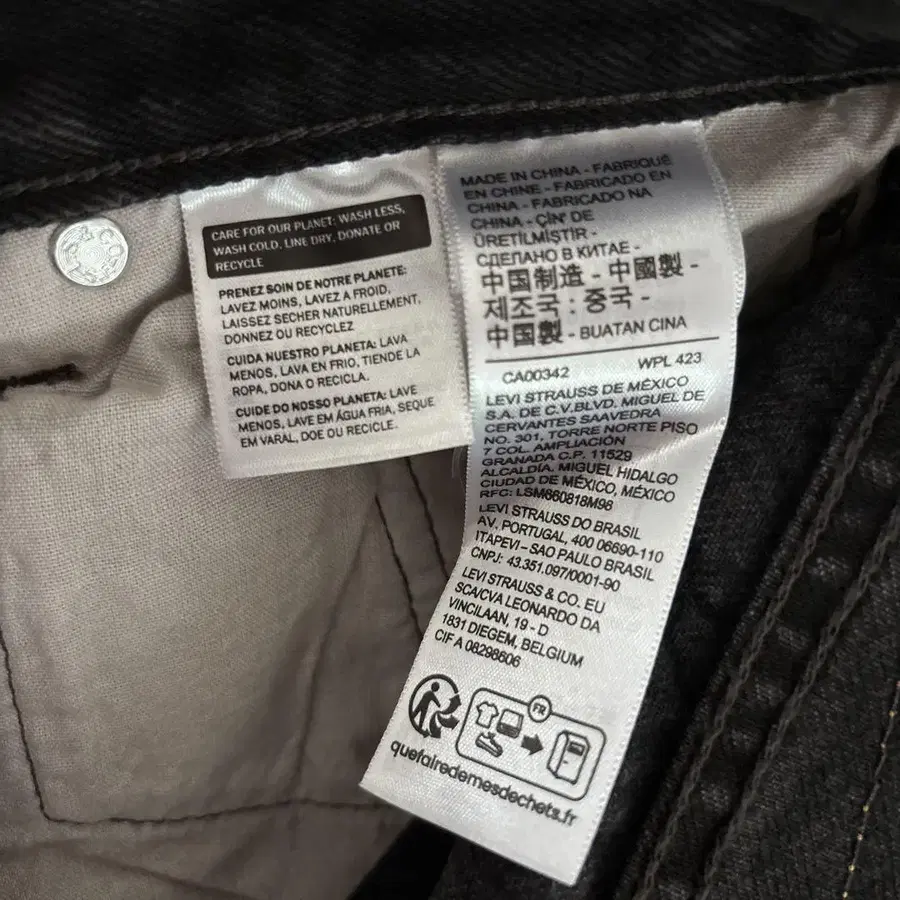 CARE FOR OUR PLANET: WASH LESS,
WASH COLD, LINE DRY, DONATE OR
RECYCLE
PRENEZ SOIN DE NOTRE PLANETE:
LAVEZ MOINS, LAVEZ A FROID,
LAISSEZ SECHER NATURELLEMENT,
DONNEZ OU RECYCLEZ
CUIDA NUESTRO PLANETA: LAVA
MENOS, LAVA EN FRIO, TIENDE LA
ROPA, DONA O RECICLA.
CUIDE DO NOSSO PLANETA: LAVE
MENOS, LAVE EM ÁGUA FRIA, SEQUE
EM VARAL, DOE OU RECICLE.
MADE IN CHINA - FABRIQUÉ
EN CHINE - FABRICADO EN
CHINA - FABRICADO NA
CHINA - ÇİN' DE
ÜRETİLMİŞTİR -
СДЕЛАНО В КИТАЕ -
中国制造 - 中國製 -
제조국 : 중국 -
中国製 - BUATAN CINA
CA00342 WPL 423
LEVI STRAUSS DE MÉXICO
S.A. DE C.V.BLVD. MIGUEL DE
CERVANTES SAAVEDRA
NO. 301, TORRE NORTE PISO
7 COL. AMPLIACIÓN
GRANADA C.P. 11529
ALCALDÍA. MIGUEL HIDALGO
CIUDAD DE MÉXICO, MÉXICO
RFC: LSM860818M98
LEVI STRAUSS DO BRASIL
AV. PORTUGAL, 400 06690-110
ITAPEVI – SAO PAULO BRASIL
CNPJ: 43.351.097/0001-90
LEVI STRAUSS & CO. EU
SCA/CVA LEONARDO DA
VINCILAAN, 19 - D
1831 DIEGEM, BELGIUM
CIF A 08298606
FR
quefairedemesdechets.fr